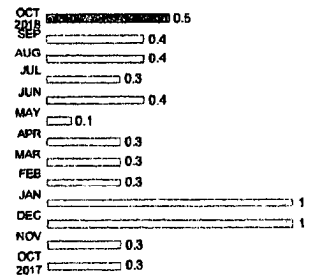 OCT
2018 0.5
SEP 0.4
AUG 0.4
JUL 0.3
JUN 0.4
MAY 0.1
APR 0.3
MAR 0.3
FEB 0.3
JAN 1
DEC 1
NOV 0.3
OCT
2017 0.3